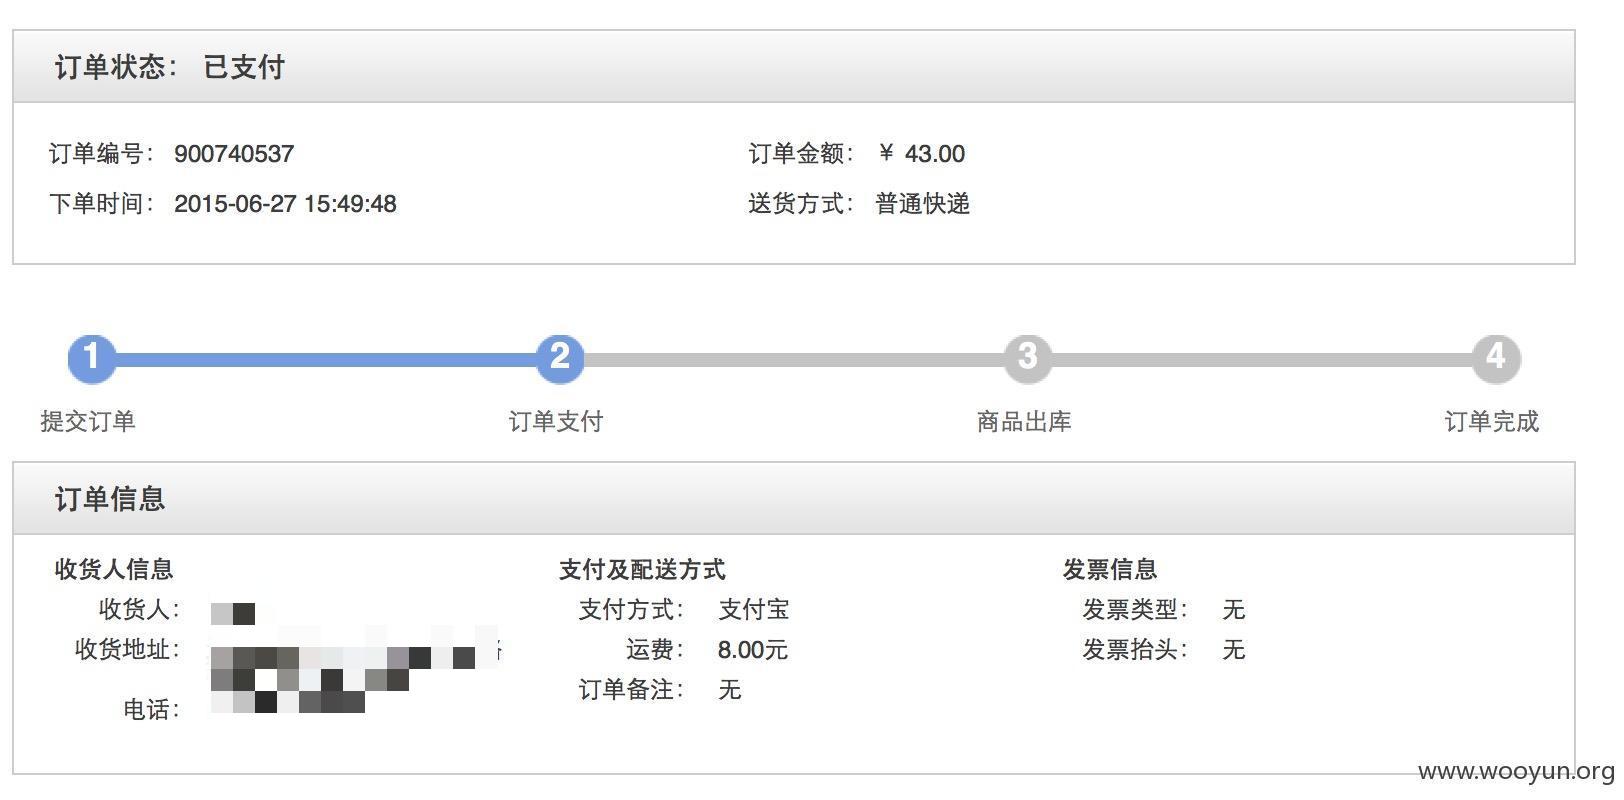 订单状态： 已支付
订单编号： 900740537
订单金额： ￥ 43.00
下单时间： 2015-06-27 15:49:48
送货方式： 普通快递
1
2
3
4
提交订单
订单支付
商品出库
订单完成
订单信息
收货人信息
收货人：
收货地址：
电话：
支付及配送方式
支付方式： 支付宝
运费： 8.00元
订单备注： 无
发票信息
发票类型： 无
发票抬头： 无
www.wooyun.org